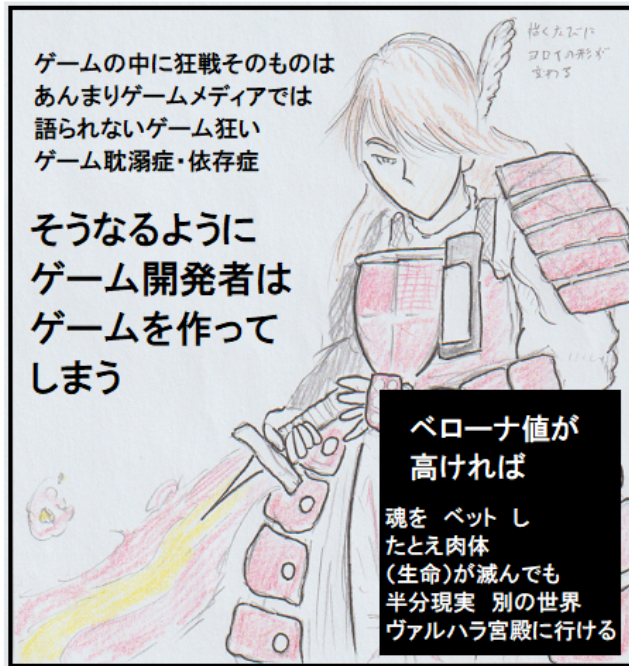 描くたびに
ヨロイの形が
変わる
ゲームの中に狂戦そのものは
あんまりゲームメディアでは
語られないゲーム狂い
ゲーム耽溺症・依存症
そうなるように
ゲーム開発者は
ゲームを作って
しまう
ベローナ値が
高ければ
魂を ベット し
たとえ肉体
(生命)が滅んでも
半分現実 別の世界
ヴァルハラ宮殿に行ける